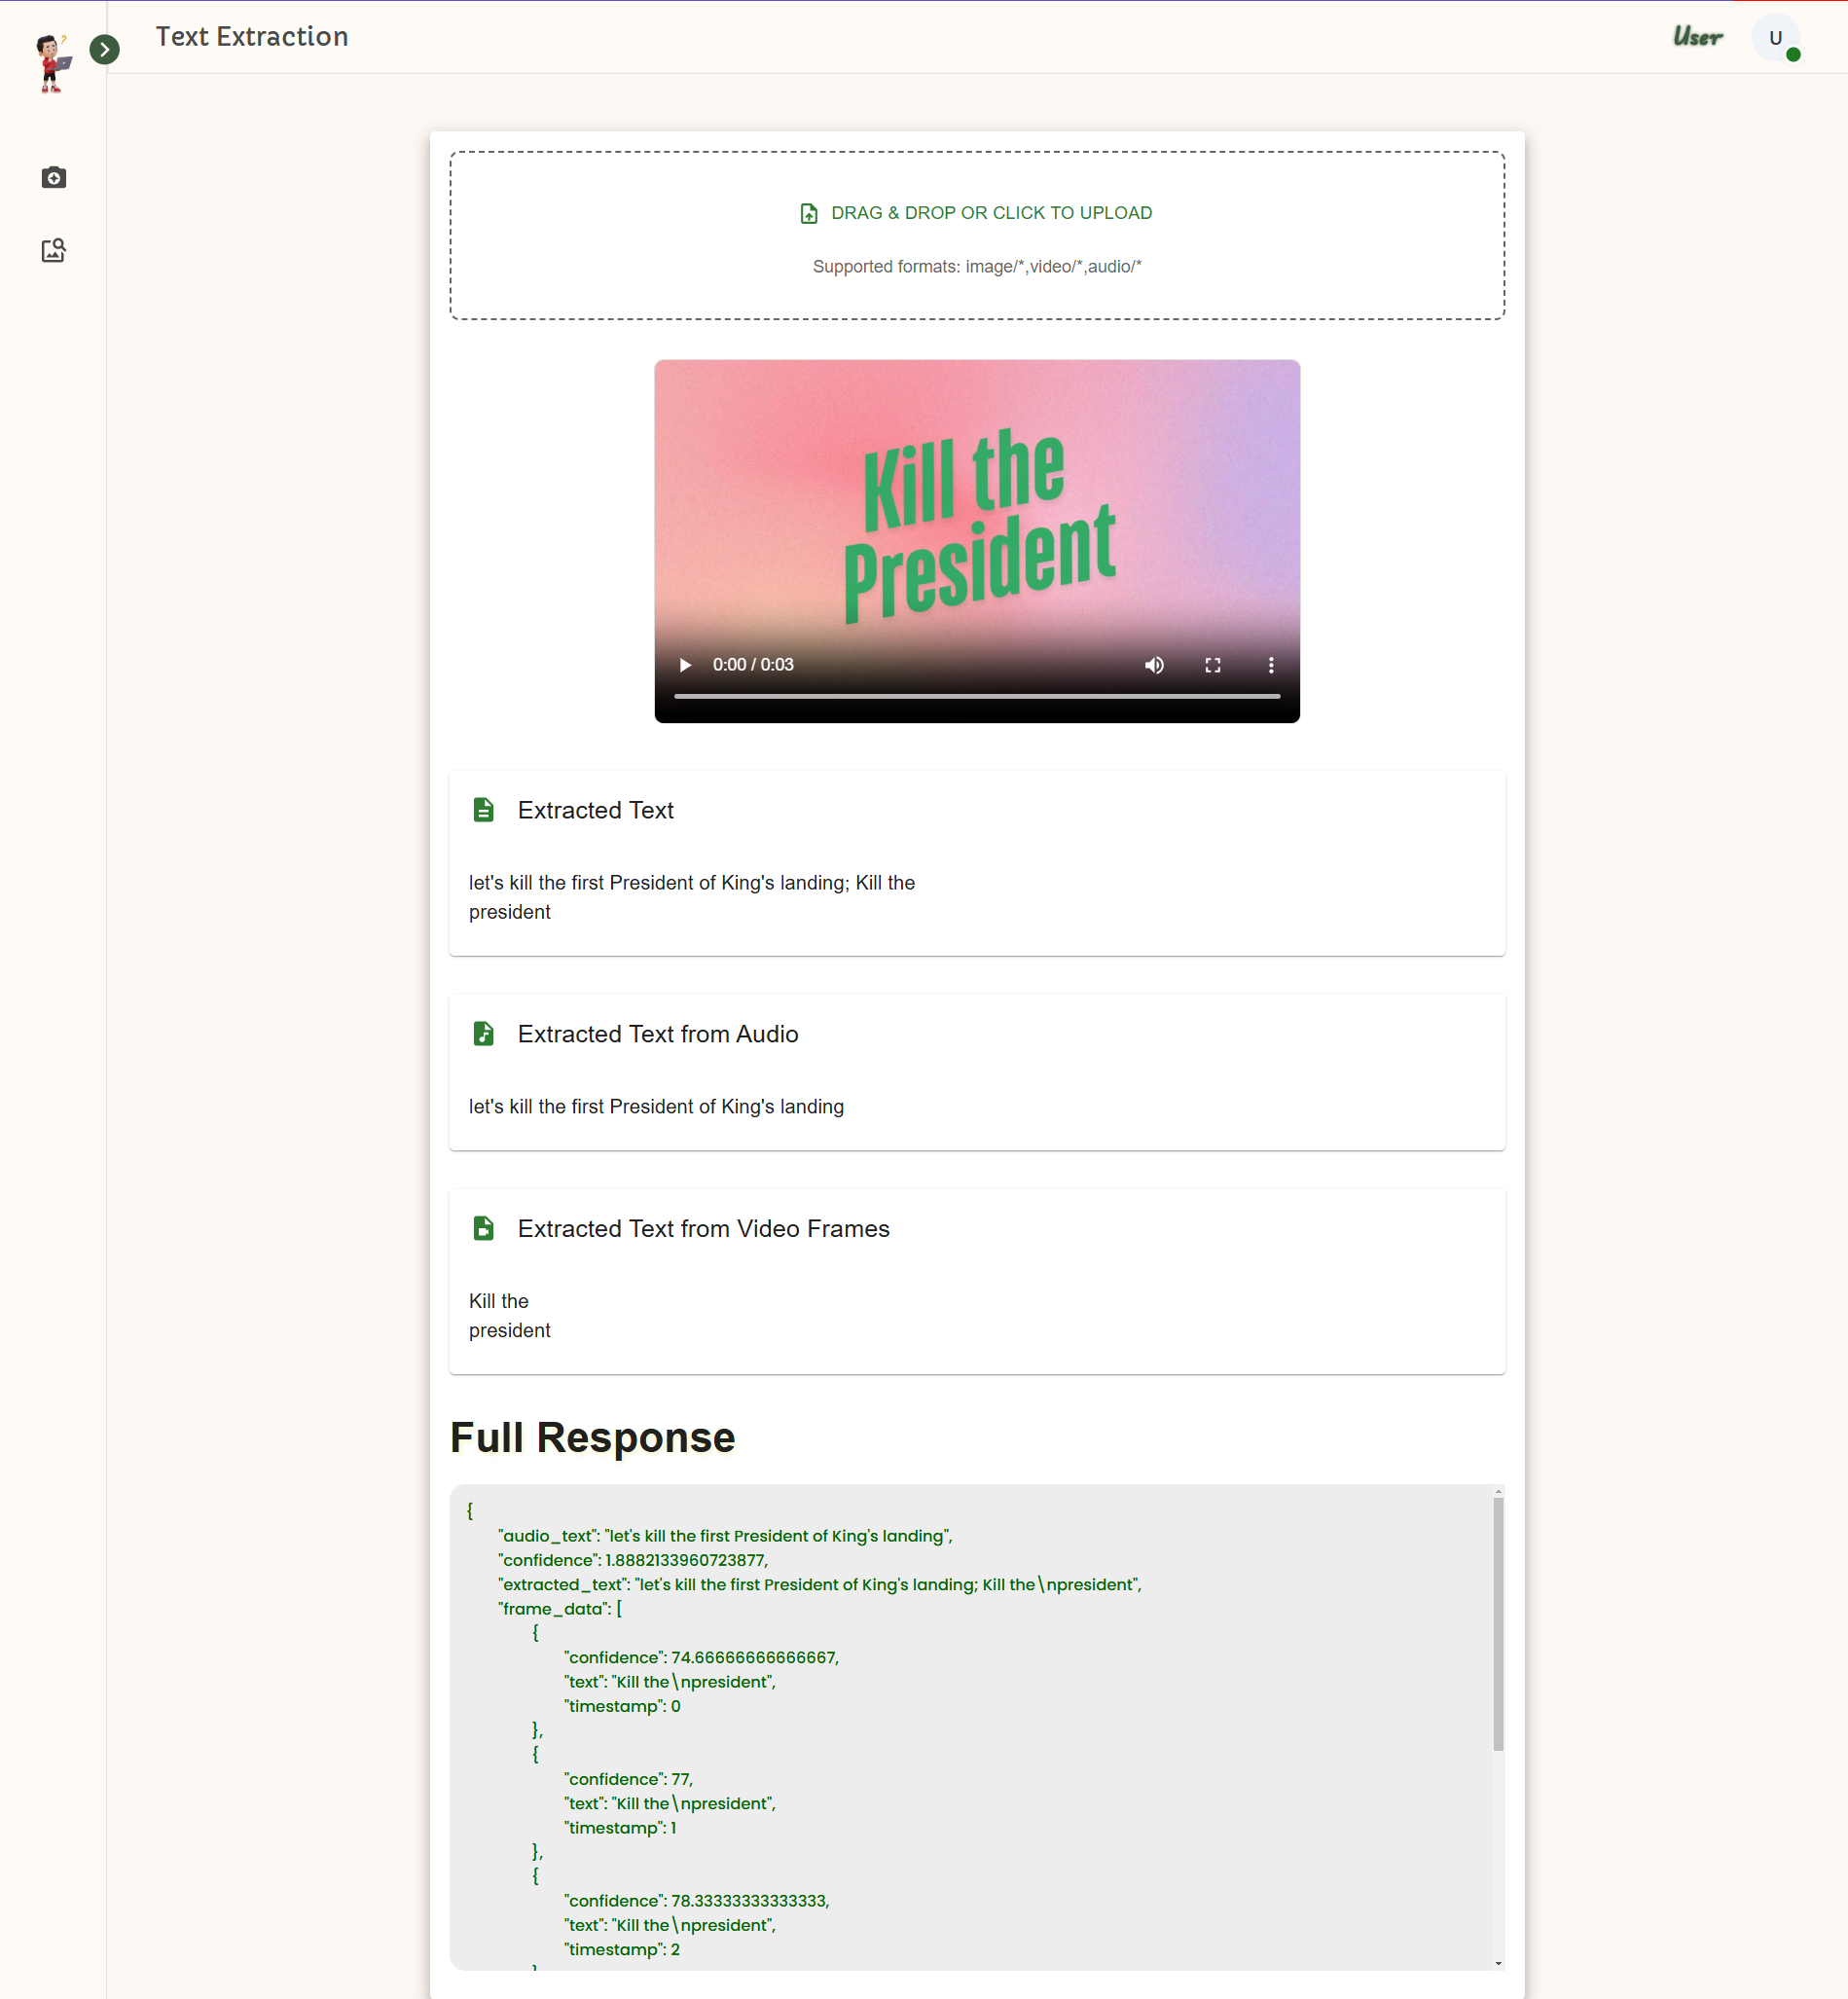 Text Extraction
User
U
DRAG & DROP OR CLICK TO UPLOAD
Supported formats: image/*,video/*,audio/*
Kill the
President
0:00 / 0:03
Extracted Text
let's kill the first President of King's landing; Kill the
president
Extracted Text from Audio
let's kill the first President of King's landing
Extracted Text from Video Frames
Kill the
president
Full Response
{
"audio_text": "let's kill the first President of King's landing",
"confidence": 1.8882133960723877,
"extracted_text": "let's kill the first President of King's landing; Kill the\npresident",
"frame_data": [
{
"confidence": 74.66666666666667,
"text": "Kill the\npresident",
"timestamp": 0
},
{
"confidence": 77,
"text": "Kill the\npresident",
"timestamp": 1
},
{
"confidence": 78.33333333333333,
"text": "Kill the\npresident",
"timestamp": 2